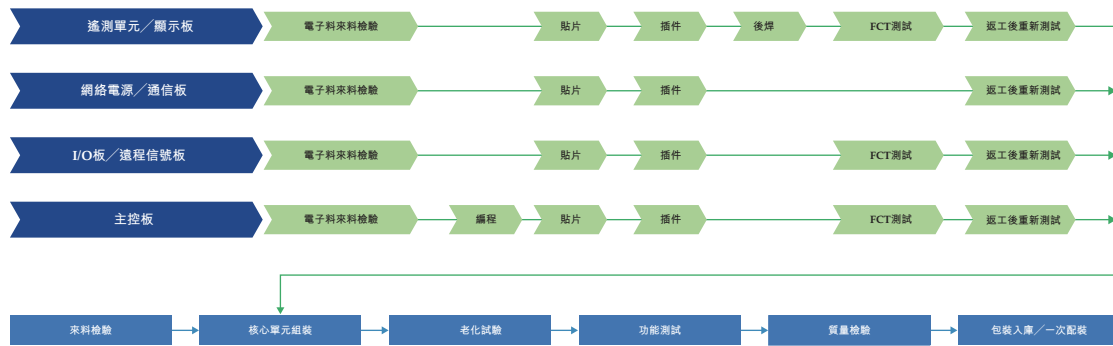 遙測單元／顯示板 電子料來料檢驗 貼片 插件 後焊 FCT測試 返工後重新測試
網絡電源／通信板 電子料來料檢驗 貼片 插件 返工後重新測試
I/O板／遠程信號板 電子料來料檢驗 貼片 插件 FCT測試 返工後重新測試
主控板 電子料來料檢驗 編程 貼片 插件 FCT測試 返工後重新測試
來料檢驗 核心單元組裝 老化試驗 功能測試 質量檢驗 包裝入庫／一次配裝